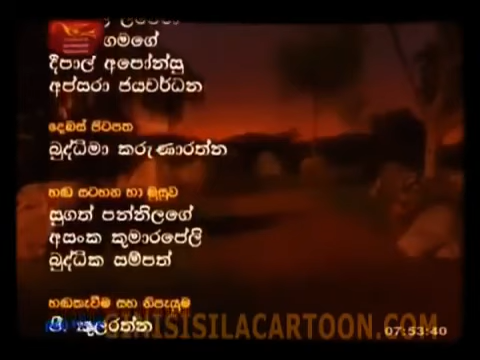 ගමගේ
දීපාල් අපෝන්සු
අප්සරා ජයවර්ධන
දෙබස් පිටපත
බුද්ධිමා කරුණාරත්න
හඬ සටහන හා මුසුව
සුගත් පන්නිලගේ
අසංක කුමාරපේලි
බුද්ධික සම්පත්
හඬකැවීම සහ නිපැයුම
කුලරත්න
SINISISILACARTOON.COM
07:53:40